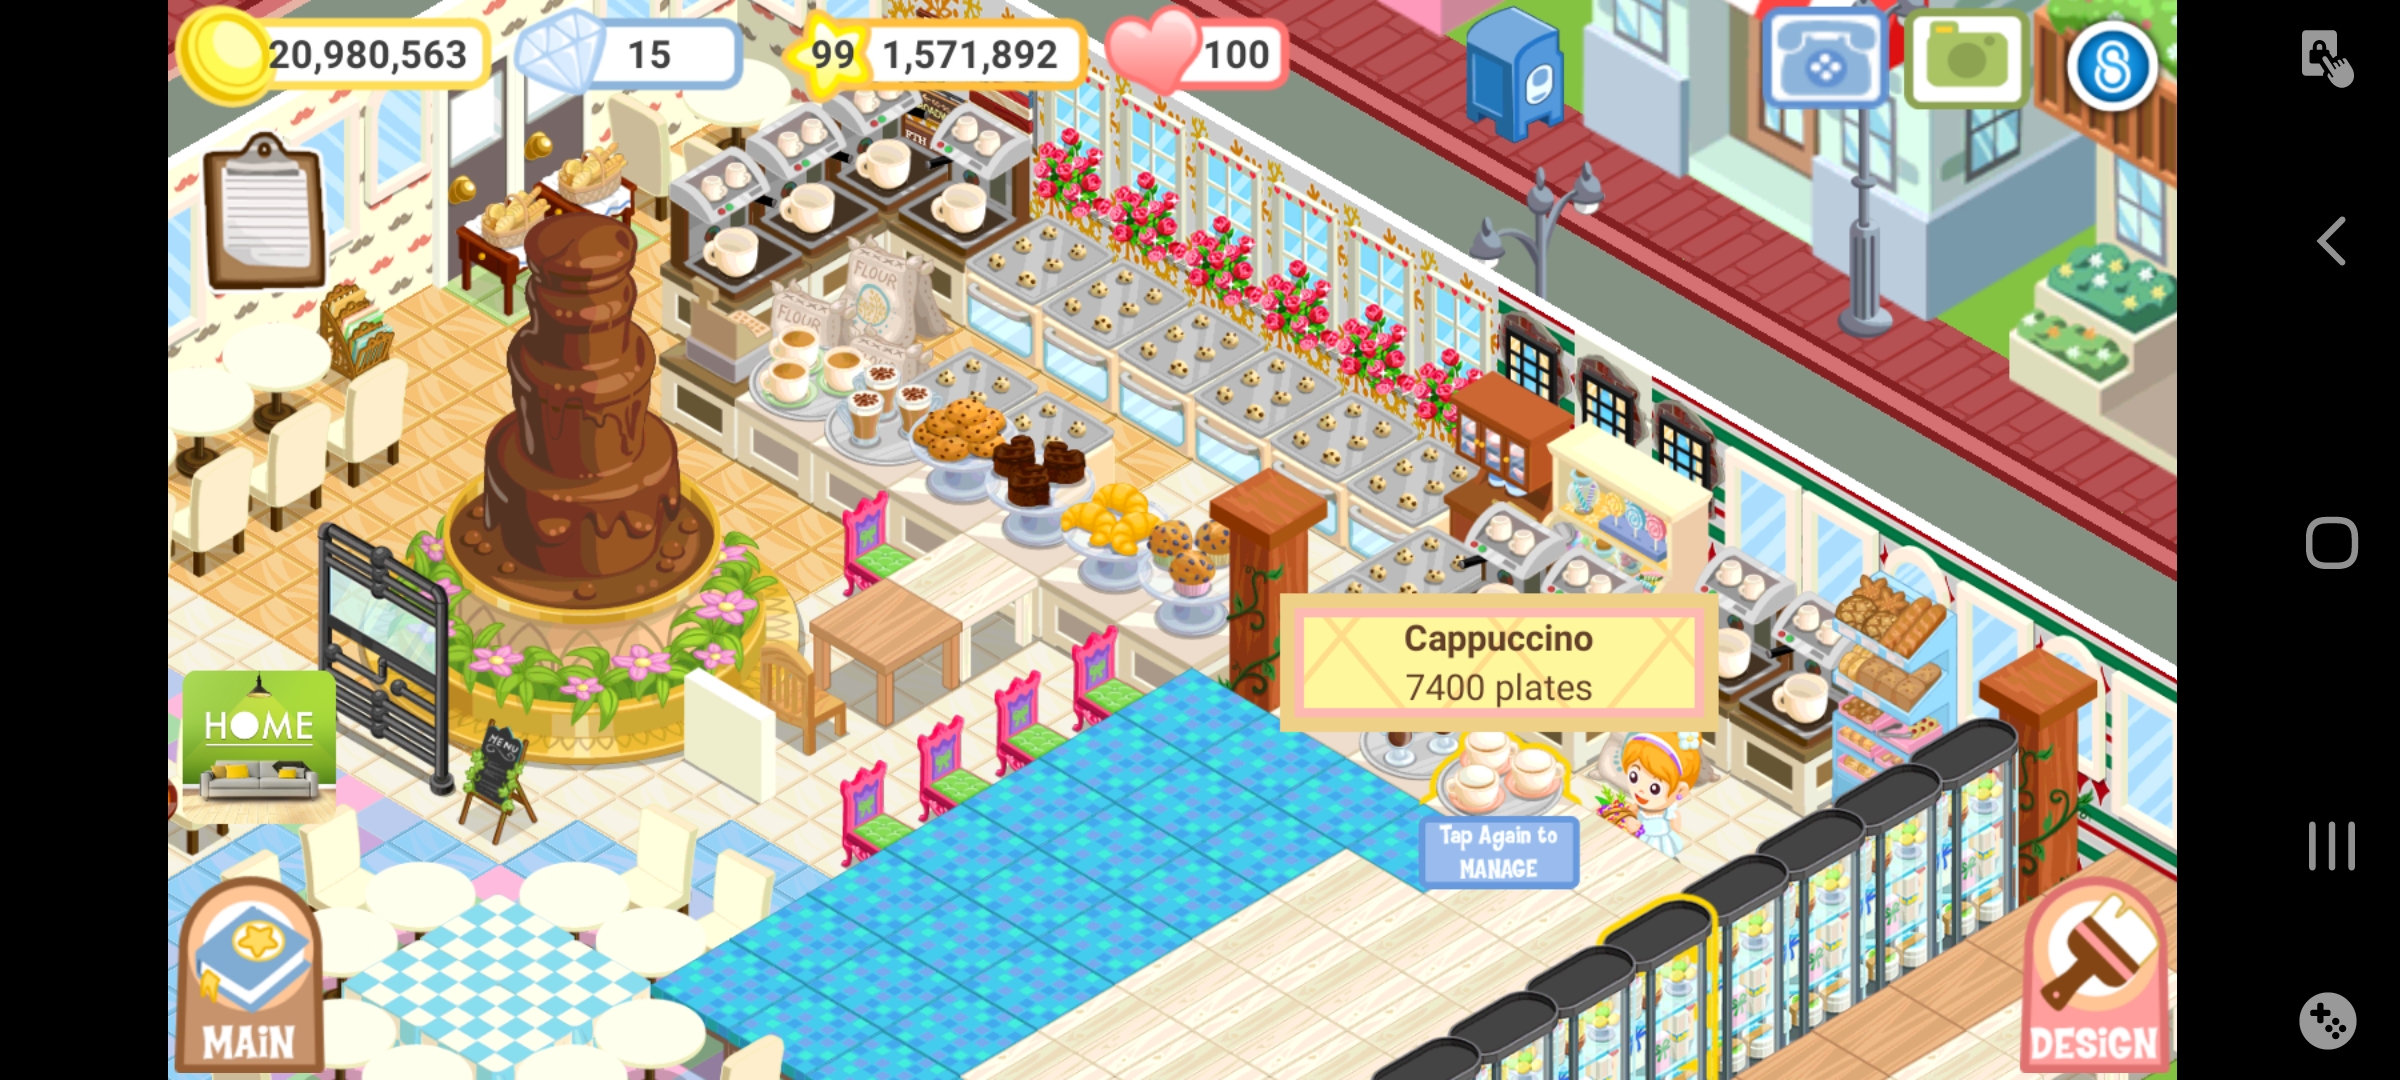 20,980,563
15
99 1,571,892
100
FLOUR
FLOUR
HOME
MENU
Cappuccino
7400 plates
Tap Again to
MANAGE
MAiN
DESiGN